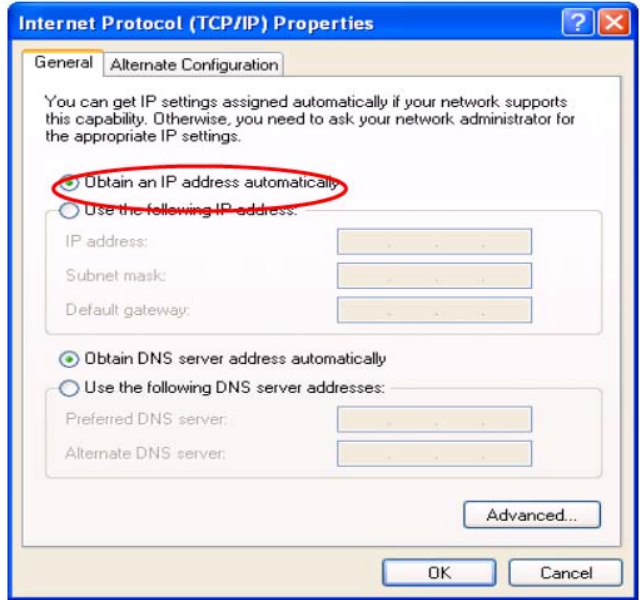 Internet Protocol (TCP/IP) Properties
General
Alternate Configuration
You can get IP settings assigned automatically if your network supports
this capability. Otherwise, you need to ask your network administrator for
the appropriate IP settings.
Obtain an IP address automatically
Use the following IP address:
IP address:
Subnet mask:
Default gateway:
Obtain DNS server address automatically
Use the following DNS server addresses:
Preferred DNS server:
Alternate DNS server:
Advanced...
OK
Cancel